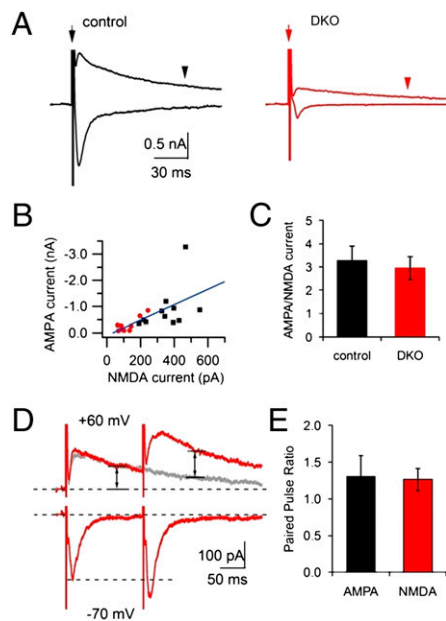 A
control
DKO
0.5 nA
30 ms
B
AMPA current (nA)
-3.0
-2.0
-1.0
0.0
0
200
400
600
NMDA current (pA)
C
AMPA/NMDA current
5
4
3
2
1
0
control
DKO
D
+60 mV
100 pA
50 ms
-70 mV
E
Paired Pulse Ratio
2.0
1.5
1.0
0.5
0.0
AMPA
NMDA